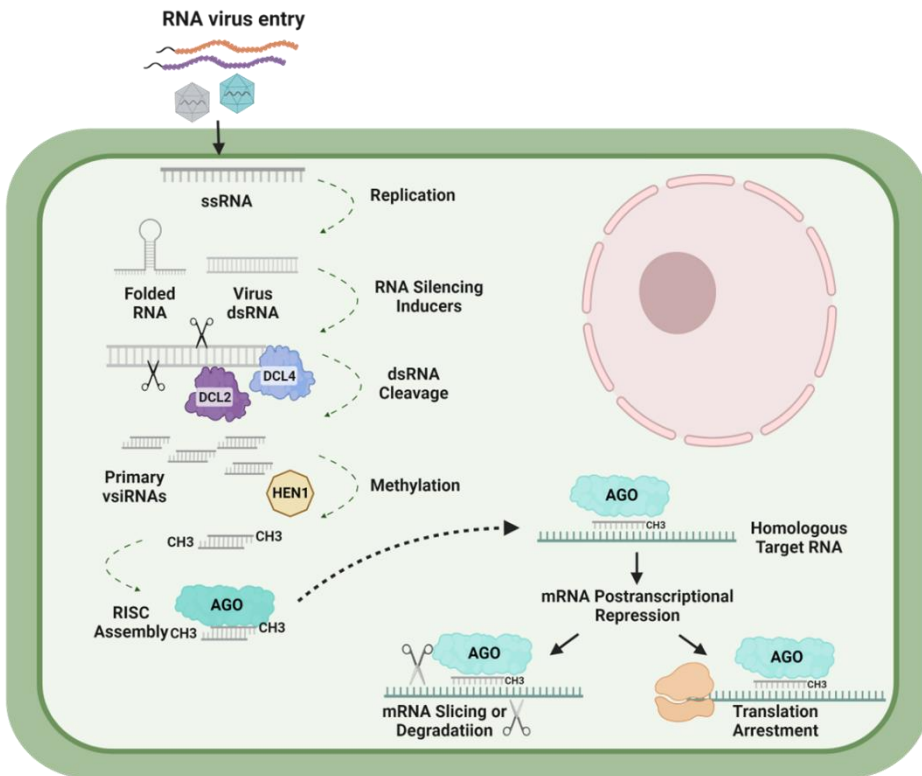 RNA virus entry
ssRNA
Replication
Folded
RNA
Virus
dsRNA
RNA Silencing
Inducers
DCL2
DCL4
dsRNA
Cleavage
Primary
vsiRNAs
HEN1
Methylation
CH3
CH3
RISC
Assembly
AGO
CH3
CH3
AGO
CH3
Homologous
Target RNA
mRNA Postranscriptional
Repression
AGO
CH3
mRNA Slicing or
Degradatiion
AGO
CH3
Translation
Arrestment